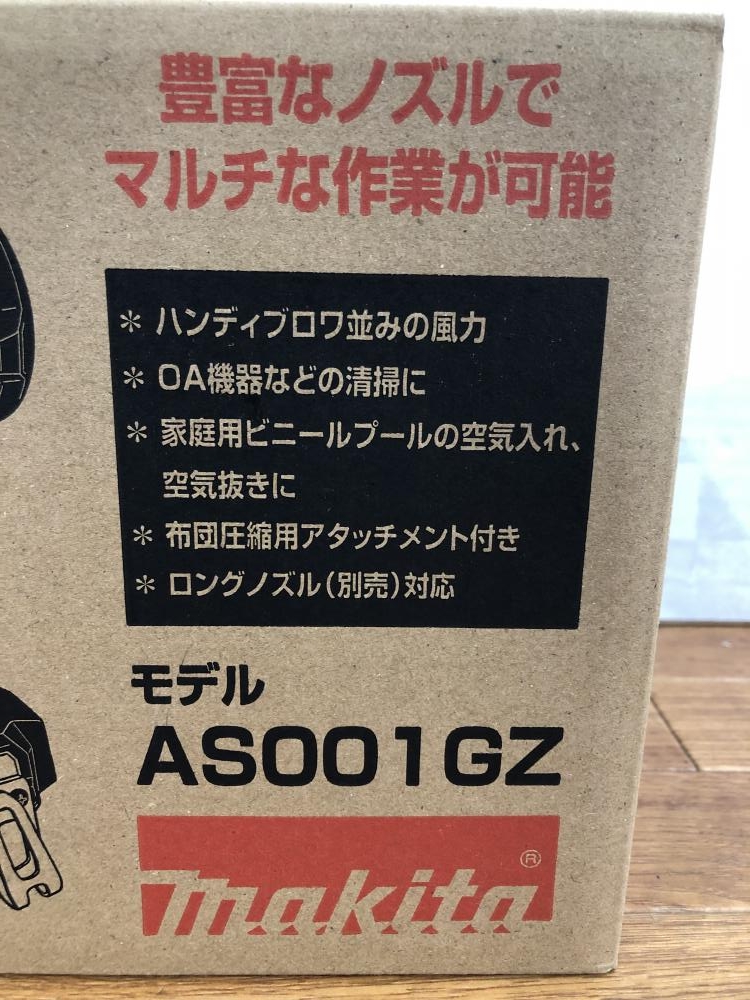 豊富なノズルで
マルチな作業が可能
＊ ハンディブロワ並みの風力
＊ OA機器などの清掃に
＊ 家庭用ビニールプールの空気入れ、
空気抜きに
＊ 布団圧縮用アタッチメント付き
＊ ロングノズル（別売）対応
モデル
AS001GZ
makita®